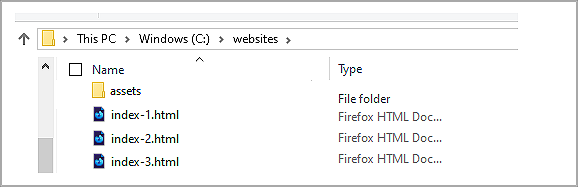 This PC > Windows (C:) > websites >
Name Type
assets File folder
index-1.html Firefox HTML Doc...
index-2.html Firefox HTML Doc...
index-3.html Firefox HTML Doc...